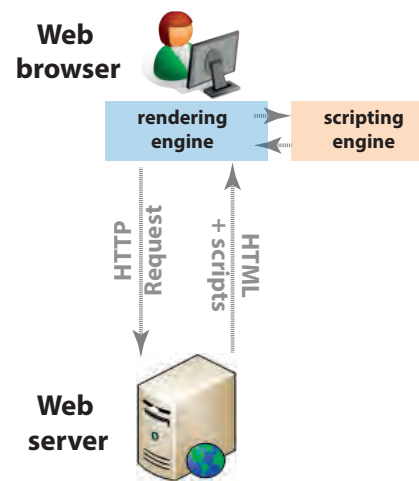 Web
browser
rendering
engine
scripting
engine
HTTP
Request
HTML
+ scripts
Web
server